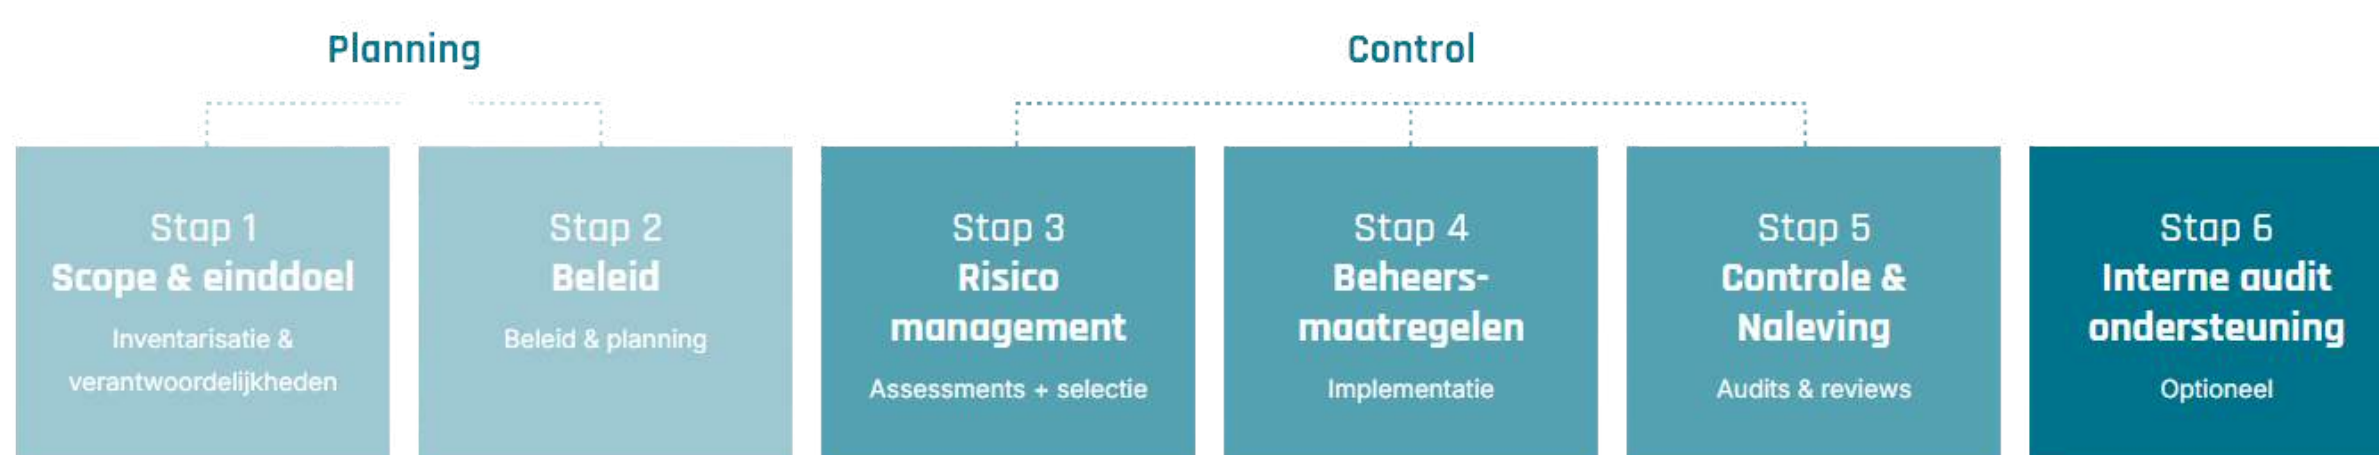 Planning
Control
Stap 1
Scope & einddoel
Inventarisatie &
verantwoordelijkheden
Stap 2
Beleid
Beleid & planning
Stap 3
Risico
management
Assessments + selectie
Stap 4
Beheers-
maatregelen
Implementatie
Stap 5
Controle &
Naleving
Audits & reviews
Stap 6
Interne audit
ondersteuning
Optioneel